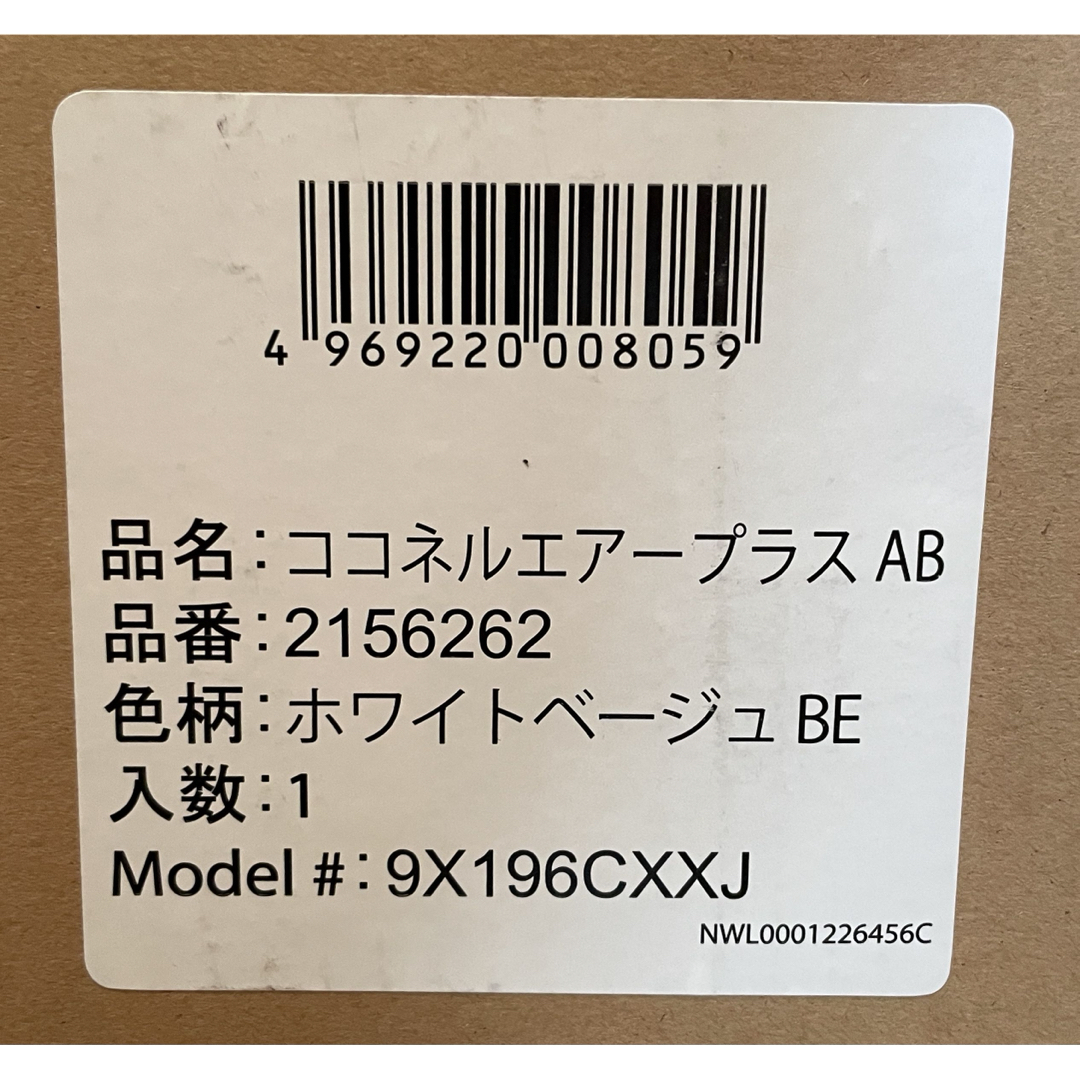 4 969220 008059
品名:ココネルエアープラス AB
品番:2156262
色柄:ホワイトベージュ BE
入数:1
Model #:9X196CXXJ
NWL0001226456C